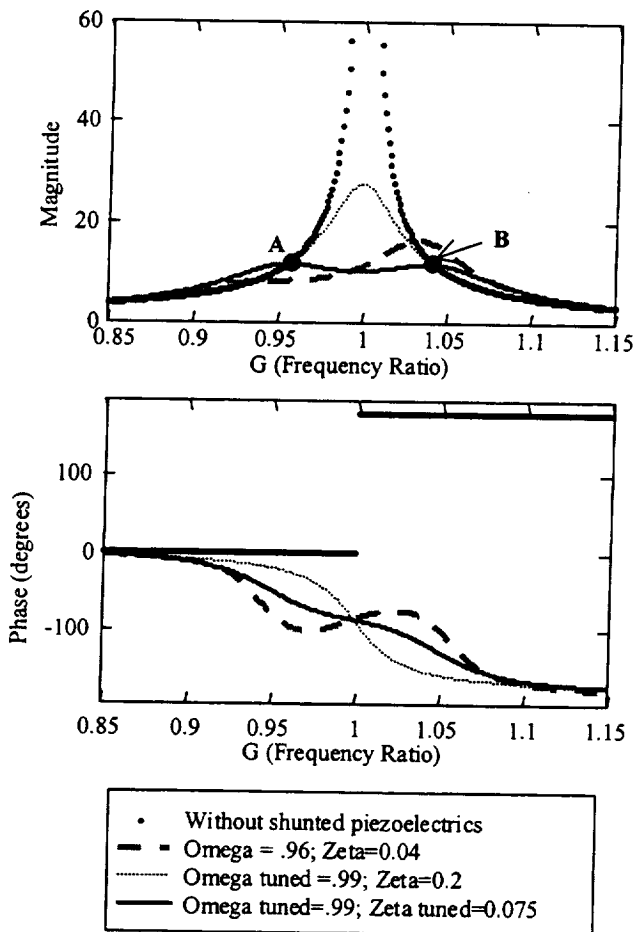 60
40
20
0
Magnitude
A
B
0.85
0.9
0.95
1
1.05
1.1
1.15
G (Frequency Ratio)
100
0
-100
Phase (degrees)
0.85
0.9
0.95
1
1.05
1.1
1.15
G (Frequency Ratio)
Without shunted piezoelectrics
Omega = .96; Zeta=0.04
Omega tuned =.99; Zeta=0.2
Omega tuned=.99; Zeta tuned=0.075